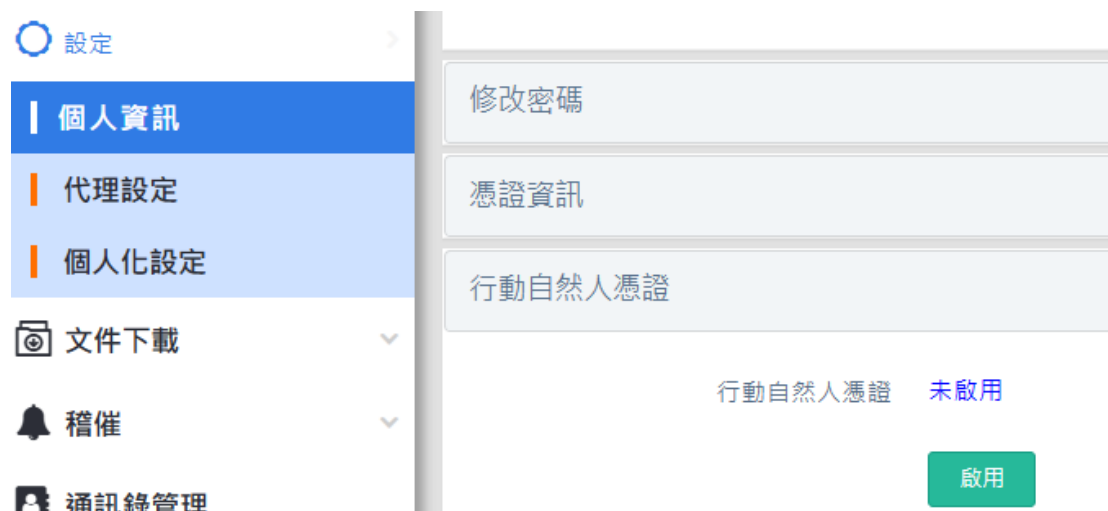 設定
個人資訊
代理設定
個人化設定
文件下載
稽催
通訊錄管理
修改密碼
憑證資訊
行動自然人憑證
行動自然人憑證 未啟用
啟用